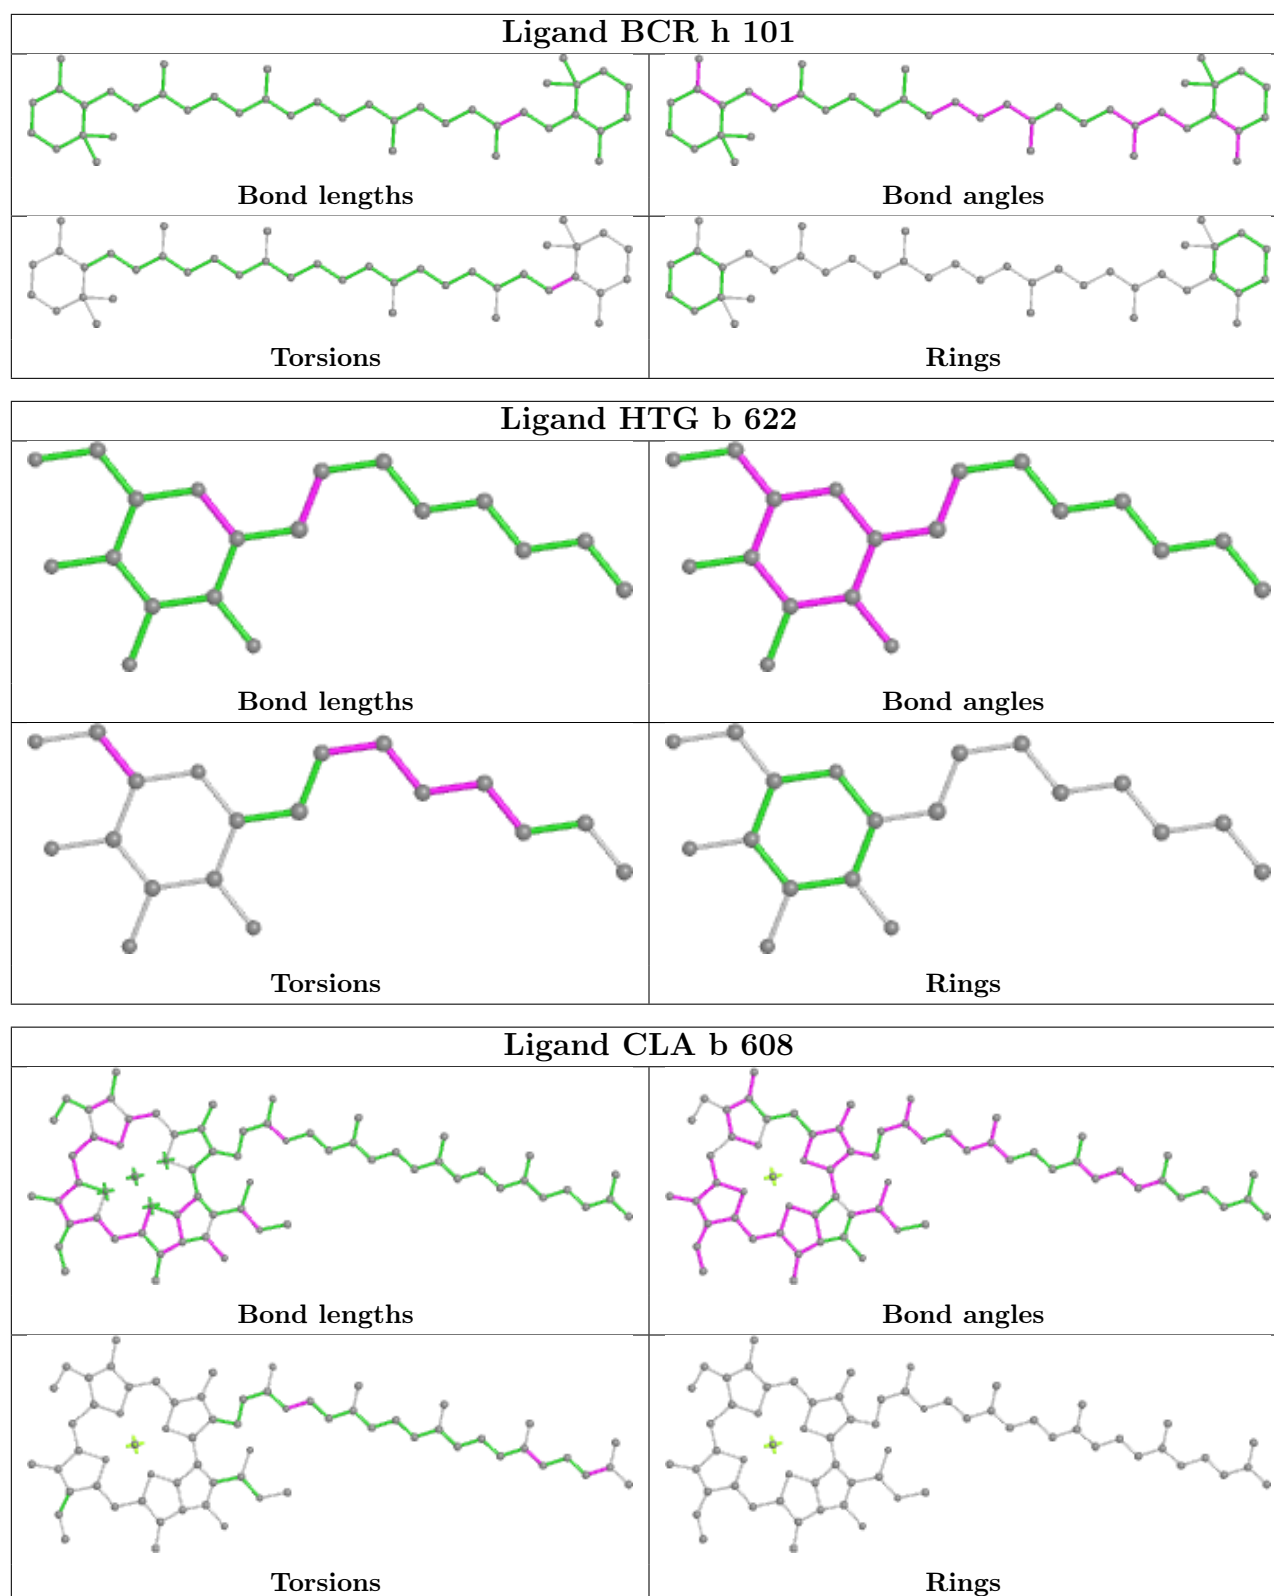 Ligand BCR h 101
Bond lengths
Bond angles
Torsions
Rings
Ligand HTG b 622
Bond lengths
Bond angles
Torsions
Rings
Ligand CLA b 608
Bond lengths
Bond angles
Torsions
Rings